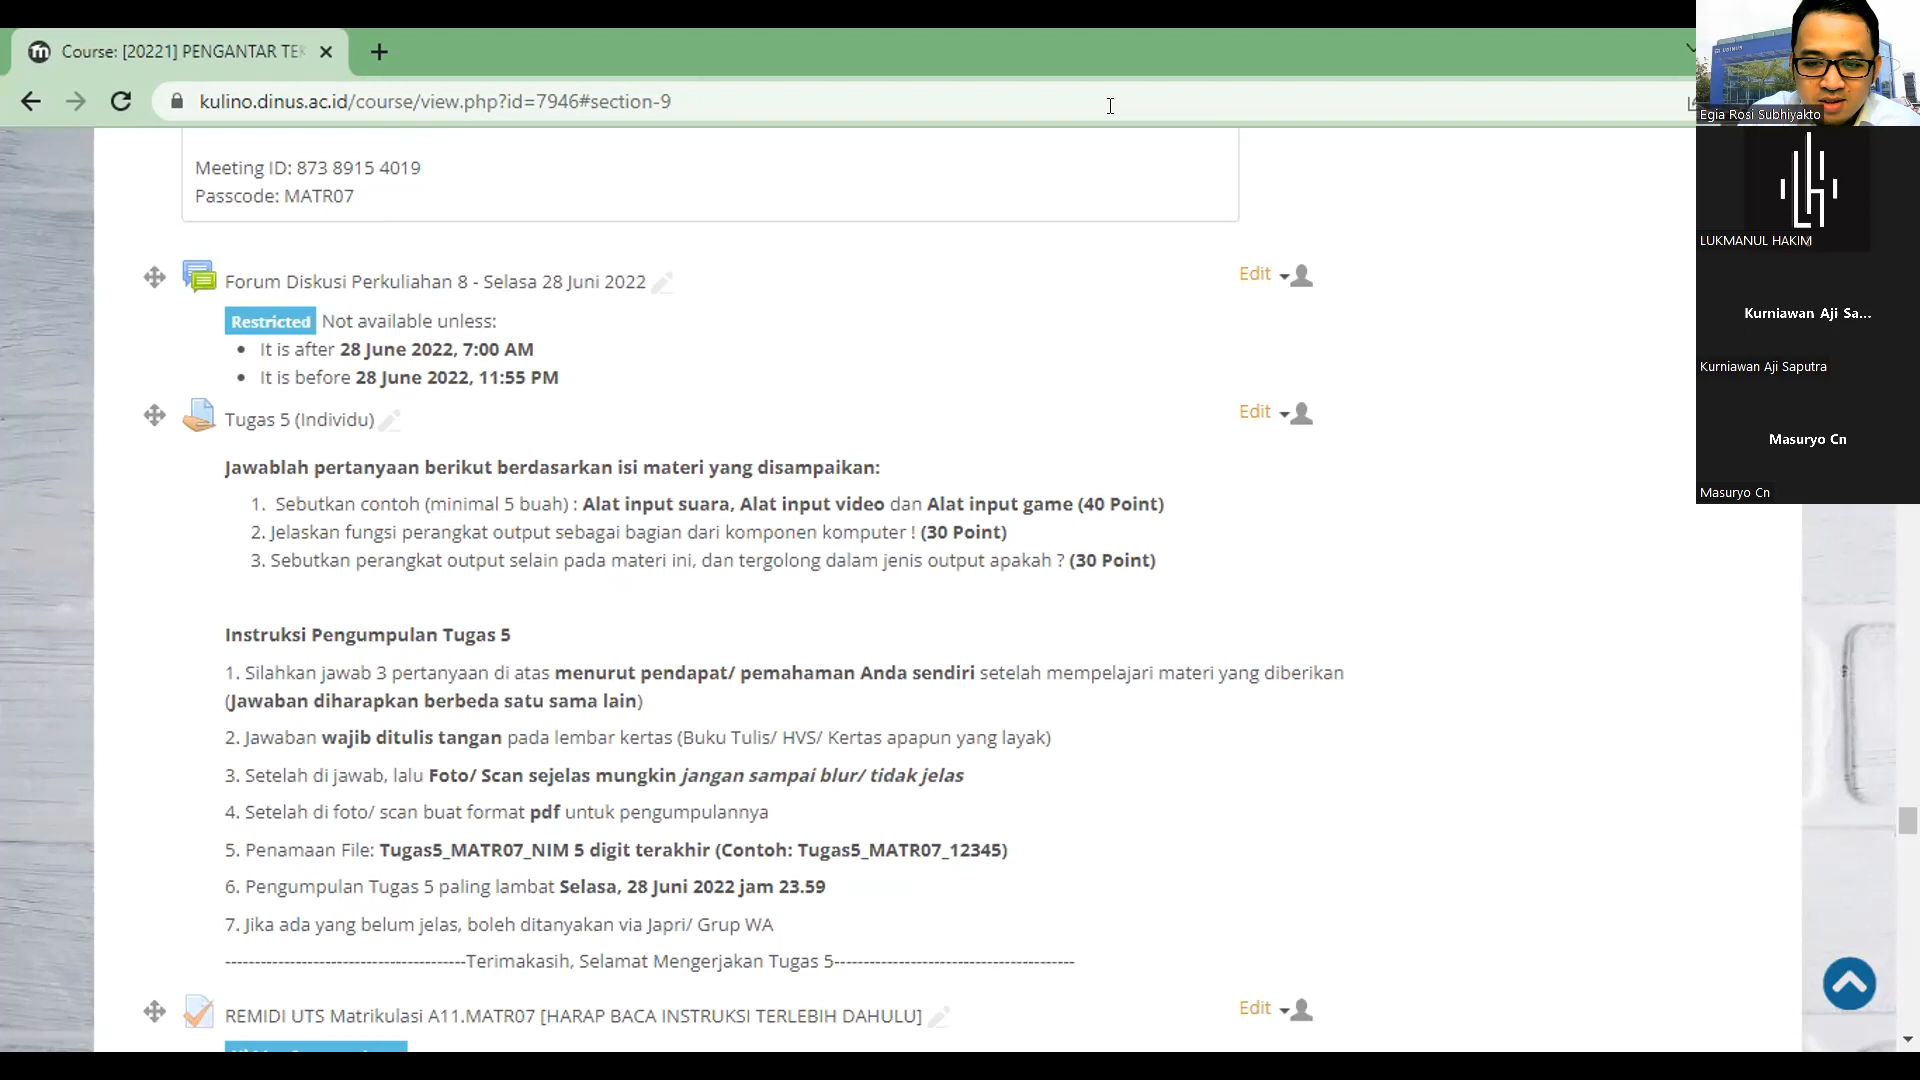 Course: [20221] PENGANTAR TEK
kulino.dinus.ac.id/course/view.php?id=7946#section-9
Egia Rosi Subhiyakto
LUKMANUL HAKIM
Kurniawan Aji Sa...
Kurniawan Aji Saputra
Masuryo Cn
Masuryo Cn
Meeting ID: 873 8915 4019
Passcode: MATR07
Forum Diskusi Perkuliahan 8 - Selasa 28 Juni 2022
Edit
Restricted Not available unless:
• It is after 28 June 2022, 7:00 AM
• It is before 28 June 2022, 11:55 PM
Tugas 5 (Individu)
Edit
Jawablah pertanyaan berikut berdasarkan isi materi yang disampaikan:
1. Sebutkan contoh (minimal 5 buah) : Alat input suara, Alat input video dan Alat input game (40 Point)
2. Jelaskan fungsi perangkat output sebagai bagian dari komponen komputer ! (30 Point)
3. Sebutkan perangkat output selain pada materi ini, dan tergolong dalam jenis output apakah ? (30 Point)
Instruksi Pengumpulan Tugas 5
1. Silahkan jawab 3 pertanyaan di atas menurut pendapat/ pemahaman Anda sendiri setelah mempelajari materi yang diberikan
(Jawaban diharapkan berbeda satu sama lain)
2. Jawaban wajib ditulis tangan pada lembar kertas (Buku Tulis/ HVS/ Kertas apapun yang layak)
3. Setelah di jawab, lalu Foto/ Scan sejelas mungkin jangan sampai blur/ tidak jelas
4. Setelah di foto/ scan buat format pdf untuk pengumpulannya
5. Penamaan File: Tugas5_MATR07_NIM 5 digit terakhir (Contoh: Tugas5_MATR07_12345)
6. Pengumpulan Tugas 5 paling lambat Selasa, 28 Juni 2022 jam 23.59
7. Jika ada yang belum jelas, boleh ditanyakan via Japri/ Grup WA
----------------------------------------Terimakasih, Selamat Mengerjakan Tugas 5----------------------------------------
REMIDI UTS Matrikulasi A11.MATR07 [HARAP BACA INSTRUKSI TERLEBIH DAHULU]
Edit